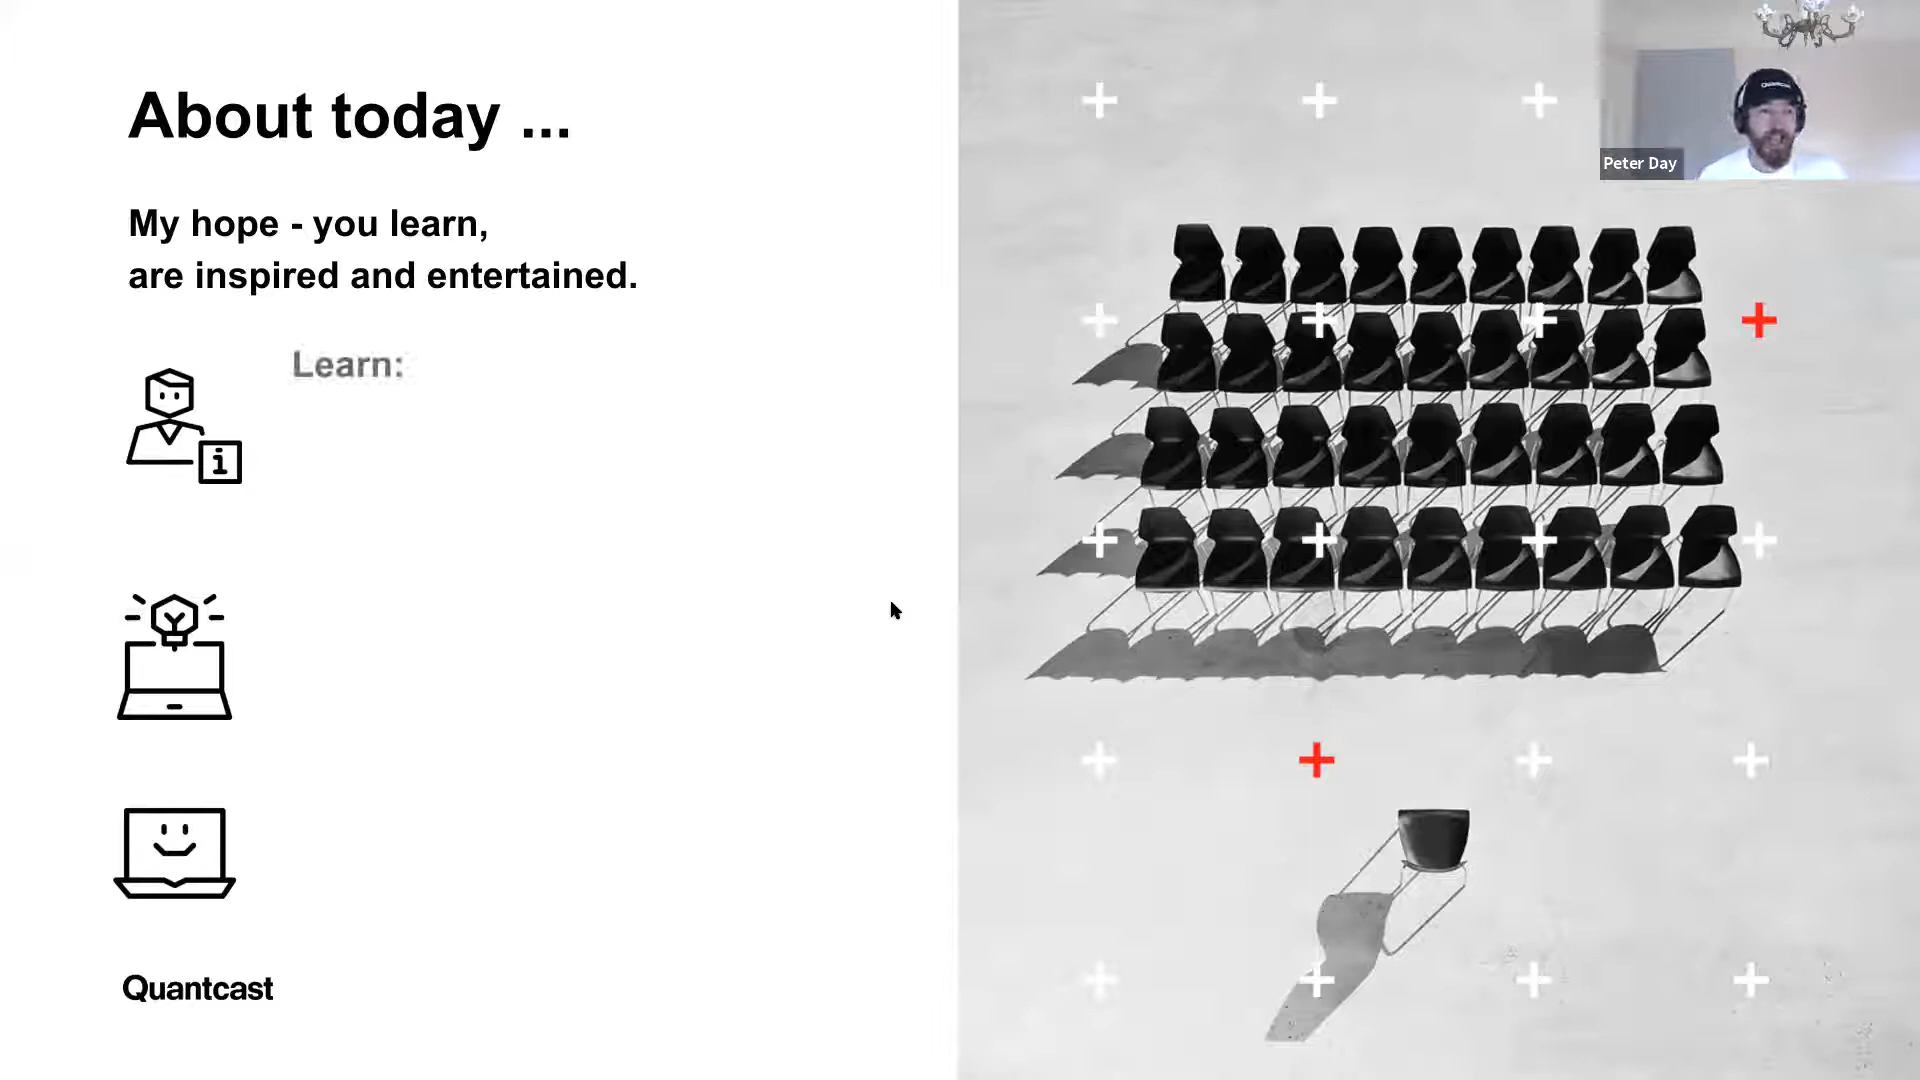 About today ...
My hope - you learn,
are inspired and entertained.
Learn:
i
Quantcast
Peter Day